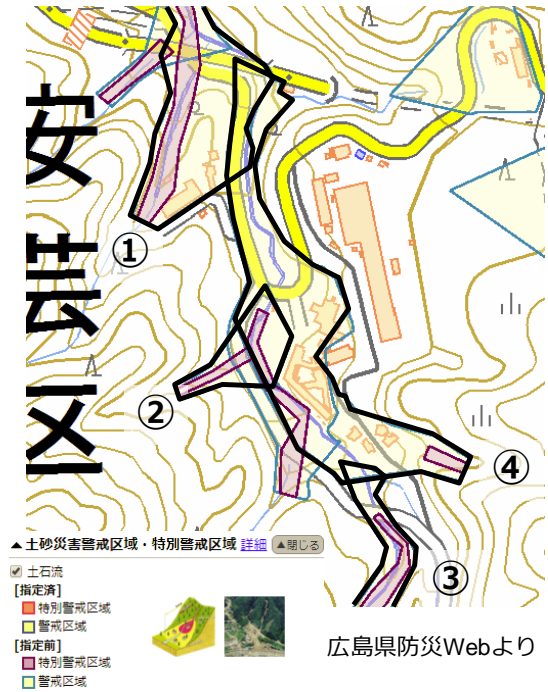 安
芸
区
①
②
④
③
▲土砂災害警戒区域・特別警戒区域 詳細 ▲閉じる
土石流
[指定済]
特別警戒区域
警戒区域
[指定前]
特別警戒区域
警戒区域
広島県防災Webより